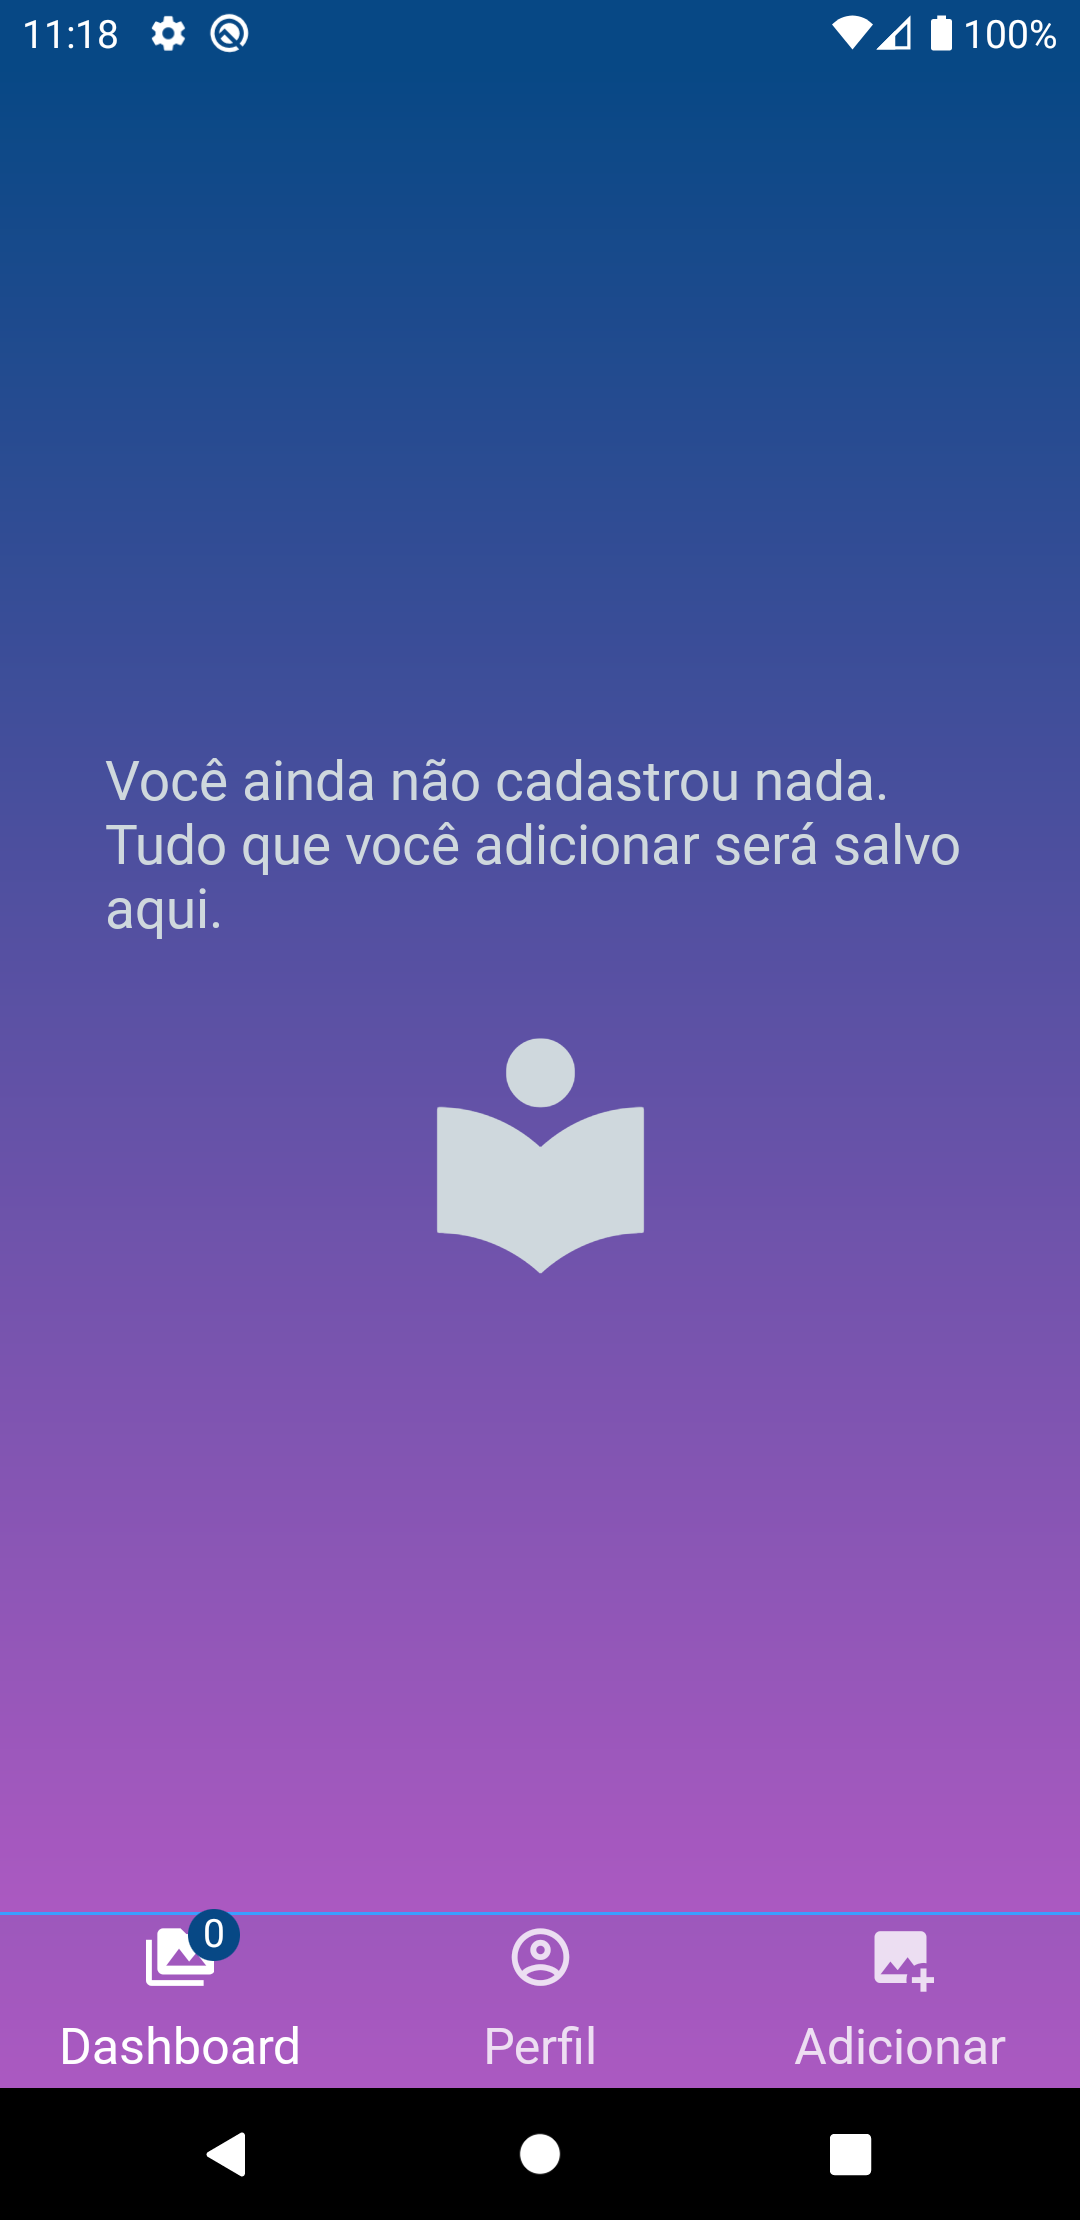 11:18
100%
Você ainda não cadastrou nada.
Tudo que você adicionar será salvo
aqui.
0
Dashboard
Perfil
Adicionar